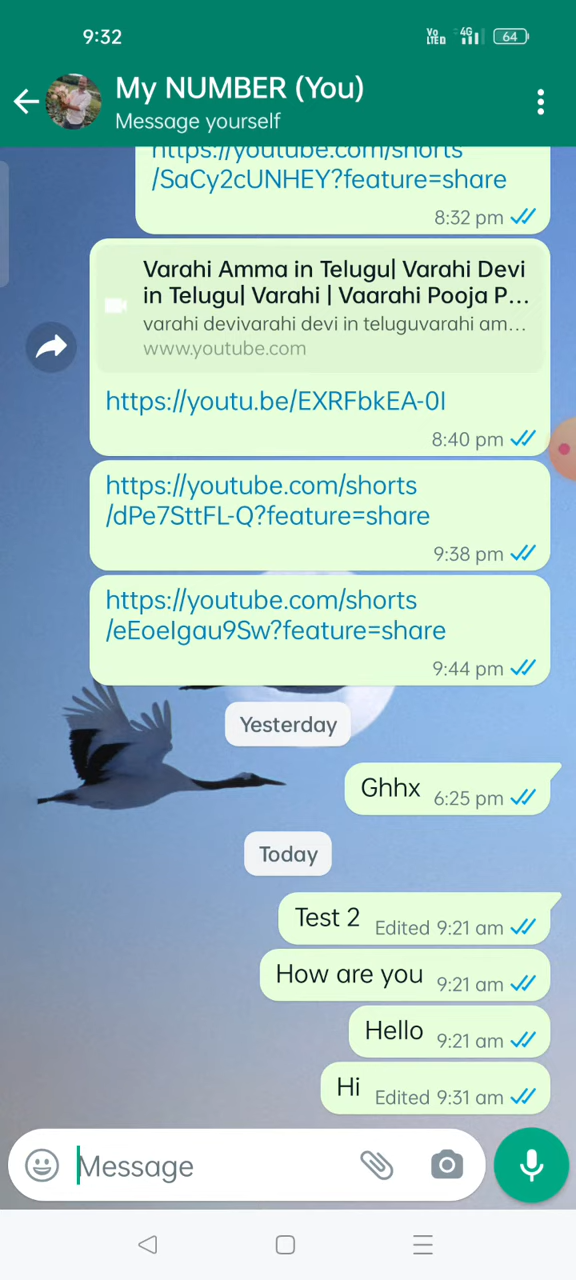 9:32
Vo LTED 4G 64
My NUMBER (You)
Message yourself
https://youtube.com/shorts
/SaCy2cUNHEY?feature=share
8:32 pm
Varahi Amma in Telugu| Varahi Devi
in Telugu| Varahi | Vaarahi Pooja P...
varahi devivarahi devi in teluguvarahi am...
www.youtube.com
https://youtu.be/EXRFbkEA-0I
8:40 pm
https://youtube.com/shorts
/dPe7SttFL-Q?feature=share
9:38 pm
https://youtube.com/shorts
/eEoeIgau9Sw?feature=share
9:44 pm
Yesterday
Ghhx 6:25 pm
Today
Test 2 Edited 9:21 am
How are you 9:21 am
Hello 9:21 am
Hi Edited 9:31 am
Message